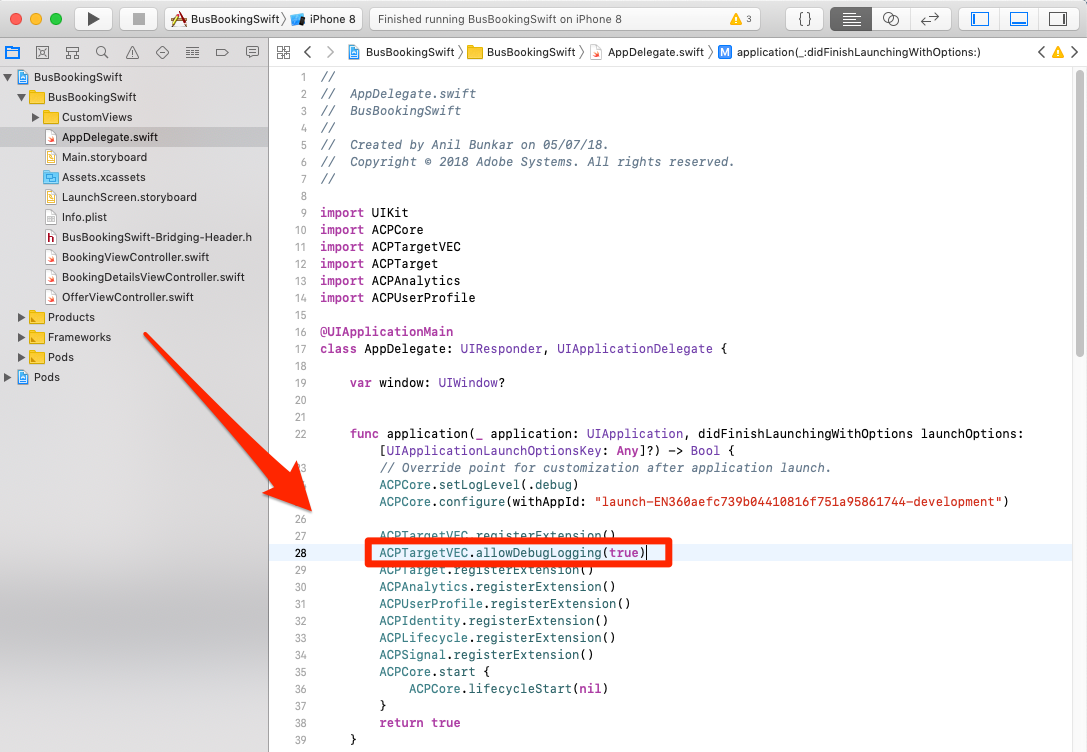 BusBookingSwift iPhone 8 Finished running BusBookingSwift on iPhone 8 3 { }
BusBookingSwift BusBookingSwift AppDelegate.swift M application(_:didFinishLaunchingWithOptions:)
BusBookingSwift
BusBookingSwift
CustomViews
AppDelegate.swift
Main.storyboard
Assets.xcassets
LaunchScreen.storyboard
Info.plist
h BusBookingSwift-Bridging-Header.h
BookingViewController.swift
BookingDetailsViewController.swift
OfferViewController.swift
Products
Frameworks
Pods
Pods
1 //
2 // AppDelegate.swift
3 // BusBookingSwift
4 //
5 // Created by Anil Bunkar on 05/07/18.
6 // Copyright © 2018 Adobe Systems. All rights reserved.
7 //
8
9 import UIKit
10 import ACPCore
11 import ACPTargetVEC
12 import ACPTarget
13 import ACPAnalytics
14 import ACPUserProfile
15
16 @UIApplicationMain
17 class AppDelegate: UIResponder, UIApplicationDelegate {
18
19 var window: UIWindow?
20
21
22 func application(_ application: UIApplication, didFinishLaunchingWithOptions launchOptions:
[UIApplicationLaunchOptionsKey: Any]?) -> Bool {
// Override point for customization after application launch.
ACPCore.setLogLevel(.debug)
ACPCore.configure(withAppId: "launch-EN360aefc739b04410816f751a95861744-development")
26
27 ACPTargetVEC.registerExtension()
28 ACPTargetVEC.allowDebugLogging(true)
29 ACPTarget.registerExtension()
30 ACPAnalytics.registerExtension()
31 ACPUserProfile.registerExtension()
32 ACPIdentity.registerExtension()
33 ACPLifecycle.registerExtension()
34 ACPSignal.registerExtension()
35 ACPCore.start {
36 ACPCore.lifecycleStart(nil)
37 }
38 return true
39 }